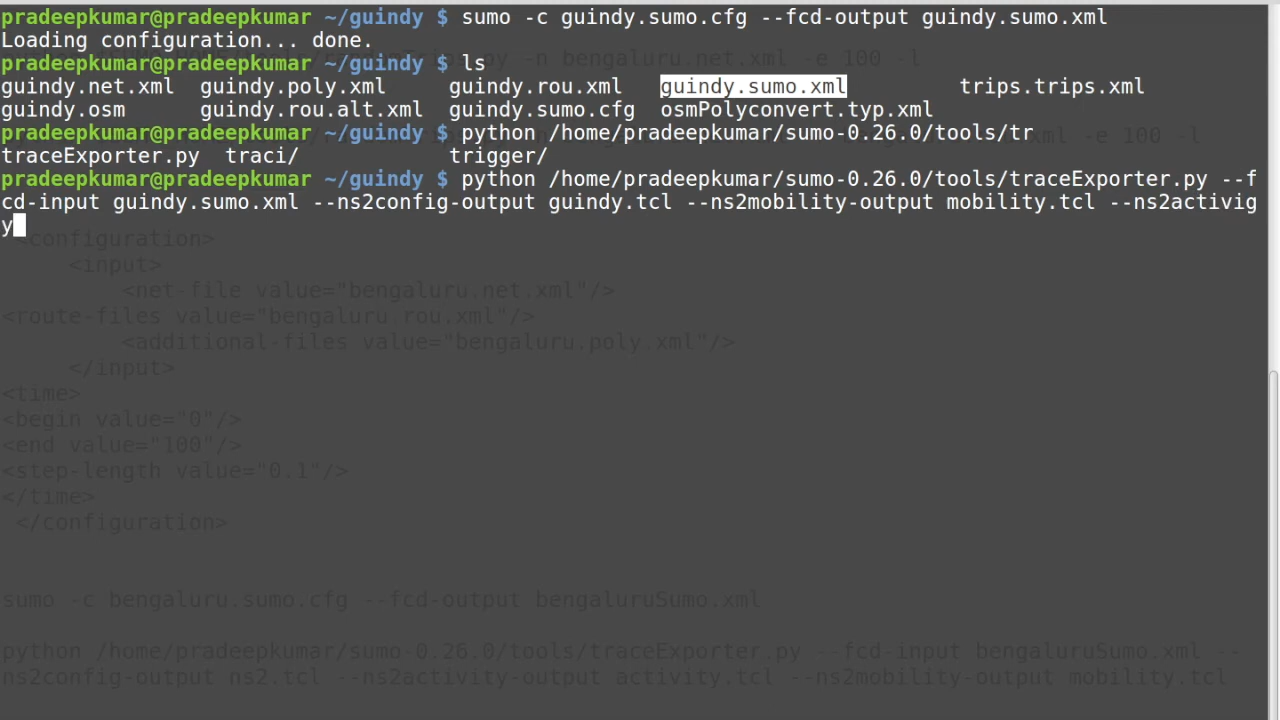 pradeepkumar@pradeepkumar ~/guindy $ sumo -c guindy.sumo.cfg --fcd-output guindy.sumo.xml
Loading configuration... done.
-n bengaluru.net.xml -e 100 -l
pradeepkumar@pradeepkumar ~/guindy $ ls
guindy.net.xml guindy.poly.xml guindy.rou.xml guindy.sumo.xml trips.trips.xml
guindy.osm guindy.rou.alt.xml guindy.sumo.cfg osmPolyconvert.typ.xml
pradeepkumar@pradeepkumar ~/guindy $ python /home/pradeepkumar/sumo-0.26.0/tools/tr
xml -e 100 -l
traceExporter.py traci/ trigger/
pradeepkumar@pradeepkumar ~/guindy $ python /home/pradeepkumar/sumo-0.26.0/tools/traceExporter.py --f
cd-input guindy.sumo.xml --ns2config-output guindy.tcl --ns2mobility-output mobility.tcl --ns2activig
y
<configuration>
<input>
<net-file value="bengaluru.net.xml"/>
<route-files value="bengaluru.rou.xml"/>
<additional-files value="bengaluru.poly.xml"/>
</input>
<time>
<begin value="0"/>
<end value="100"/>
<step-length value="0.1"/>
</time>
</configuration>
sumo -c bengaluru.sumo.cfg --fcd-output bengaluruSumo.xml
python /home/pradeepkumar/sumo-0.26.0/tools/traceExporter.py --fcd-input bengaluruSumo.xml --
ns2config-output ns2.tcl --ns2activity-output activity.tcl --ns2mobility-output mobility.tcl